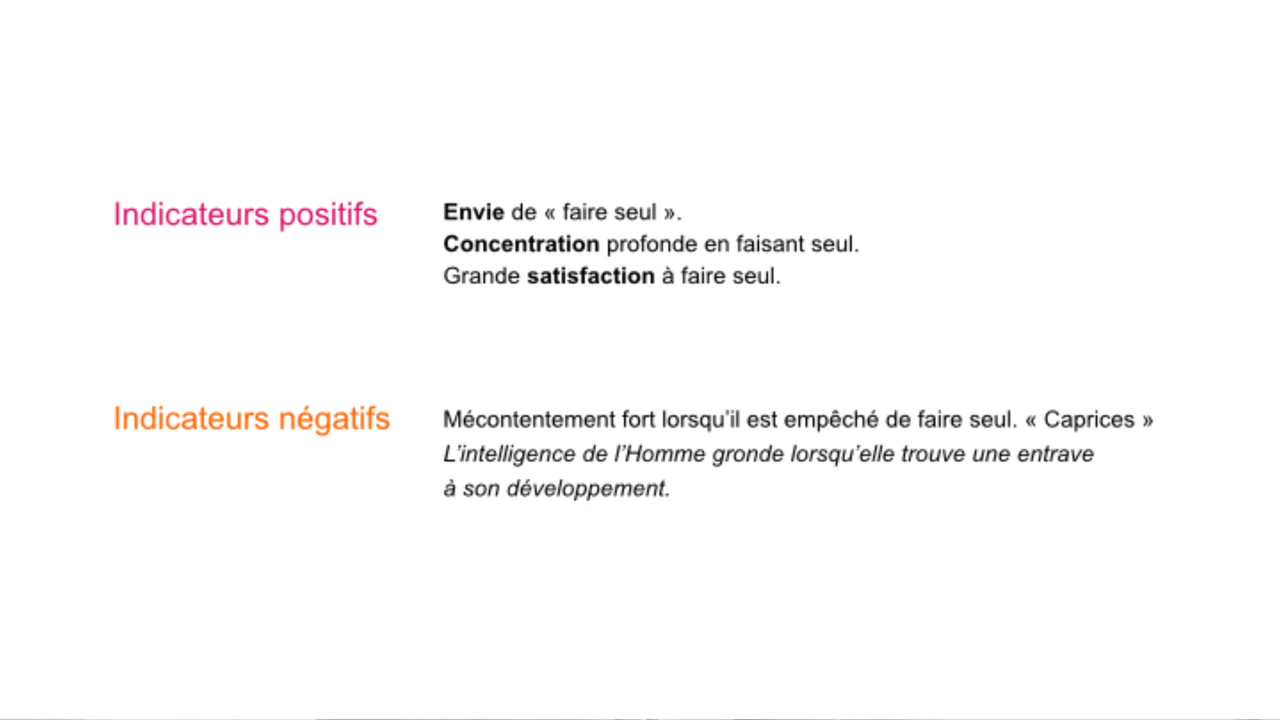 Indicateurs positifs
Envie de « faire seul ».
Concentration profonde en faisant seul.
Grande satisfaction à faire seul.
Indicateurs négatifs
Mécontentement fort lorsqu'il est empêché de faire seul. « Caprices »
L'intelligence de l'Homme gronde lorsqu'elle trouve une entrave
à son développement.